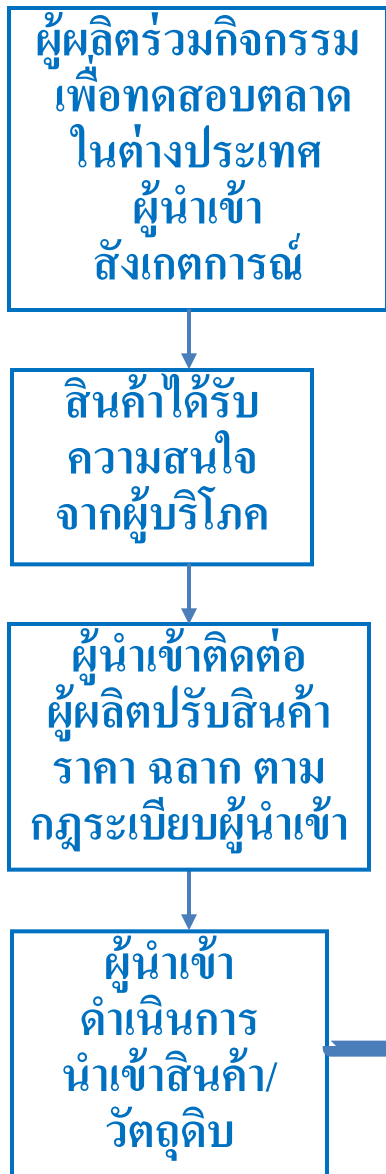 ผู้ผลิตร่วมกิจกรรม
เพื่อทดสอบตลาด
ในต่างประเทศ
ผู้นำเข้า
สังเกตการณ์
สินค้าได้รับ
ความสนใจ
จากผู้บริโภค
ผู้นำเข้าติดต่อ
ผู้ผลิตปรับสินค้า
ราคา ฉลาก ตาม
กฎระเบียบผู้นำเข้า
ผู้นำเข้า
ดำเนินการ
นำเข้าสินค้า/
วัตถุดิบ